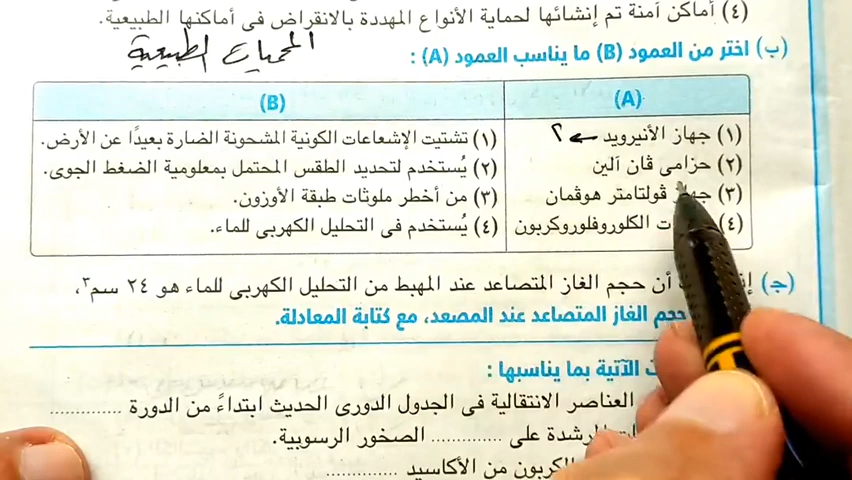 (٤) أماكن آمنة تم إنشائها لحماية الأنواع المهددة بالانقراض فى أماكنها الطبيعية.
المحميات الطبيعية
(ب) اختر من العمود (B) ما يناسب العمود (A) :
(A) (B)
(١) جهاز الأنيرويد ← ٢ (١) تشتيت الإشعاعات الكونية المشحونة الضارة بعيدًا عن الأرض.
(٢) حزامى ڤان آلين (٢) يُستخدم لتحديد الطقس المحتمل بمعلومية الضغط الجوى.
(٣) ڤولتامتر هوڤمان (٣) من أخطر ملوثات طبقة الأوزون.
(٤) الكلوروفلوروكربون (٤) يُستخدم فى التحليل الكهربى للماء.
(جـ) أن حجم الغاز المتصاعد عند المهبط من التحليل الكهربى للماء هو ٢٤ سم٣،
حجم الغاز المتصاعد عند المصعد، مع كتابة المعادلة.
الآتية بما يناسبها :
العناصر الانتقالية فى الجدول الدورى الحديث ابتداءً من الدورة ..............
على .............. الصخور الرسوبية.
الكربون من الأكاسيد ..............